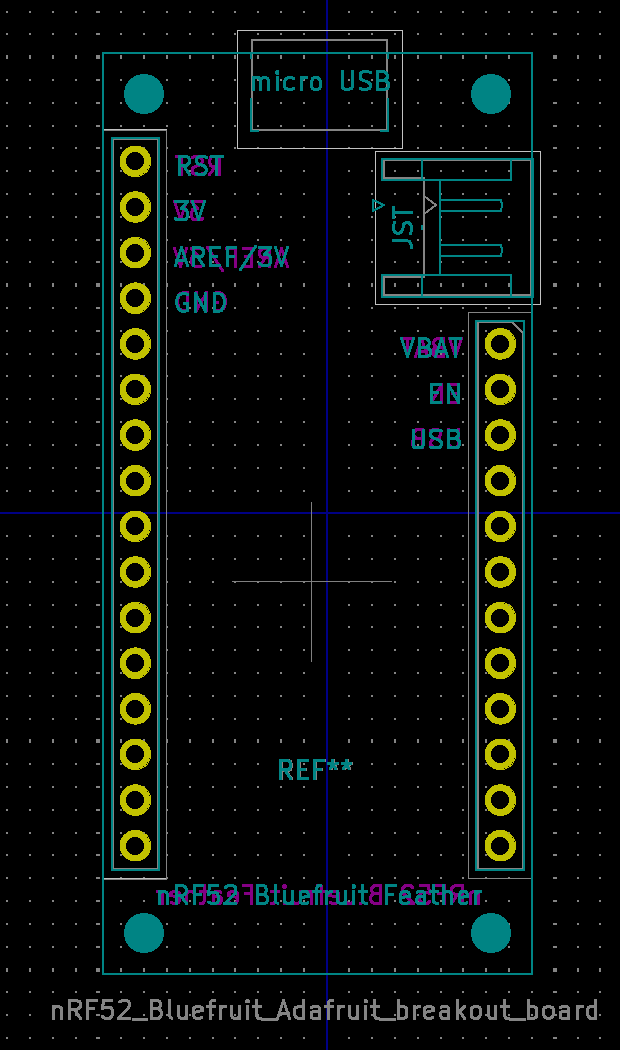 micro USB
RST
3V
AREF/3V
JST
GND
VBAT
EN
USB
REF**
nRF52 Bluefruit Feather
nRF52_Bluefruit_Adafruit_breakout_board